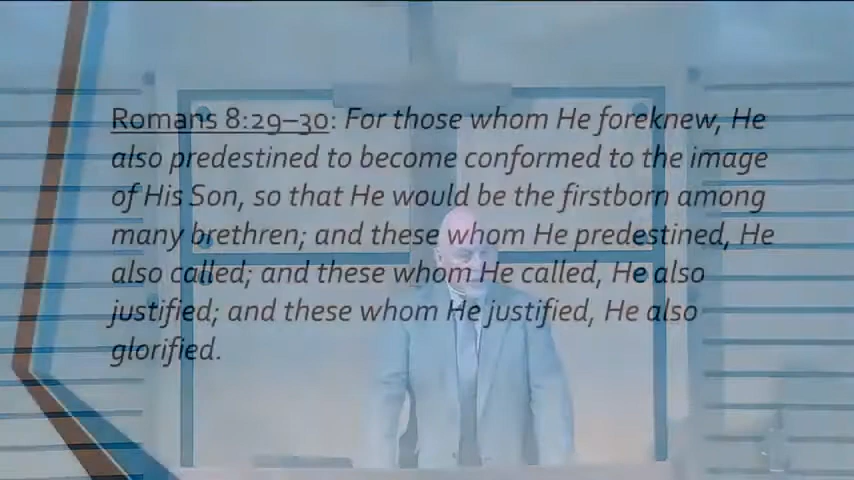 Romans 8:29–30: For those whom He foreknew, He
also predestined to become conformed to the image
of His Son, so that He would be the firstborn among
many brethren; and these whom He predestined, He
also called; and these whom He called, He also
justified; and these whom He justified, He also
glorified.